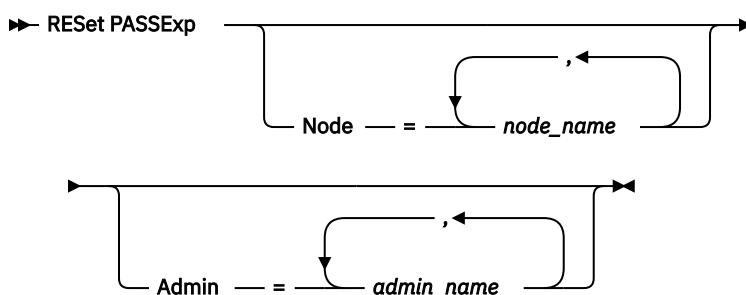 RESet PASSExp
,
Node = node_name
,
Admin = admin_name